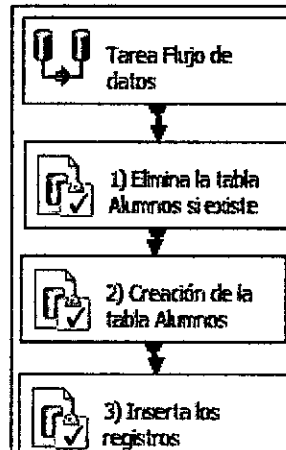 Tarea Flujo de
datos
1) Elimina la tabla
Alumnos si existe
2) Creación de la
tabla Alumnos
3) Inserta los
registros